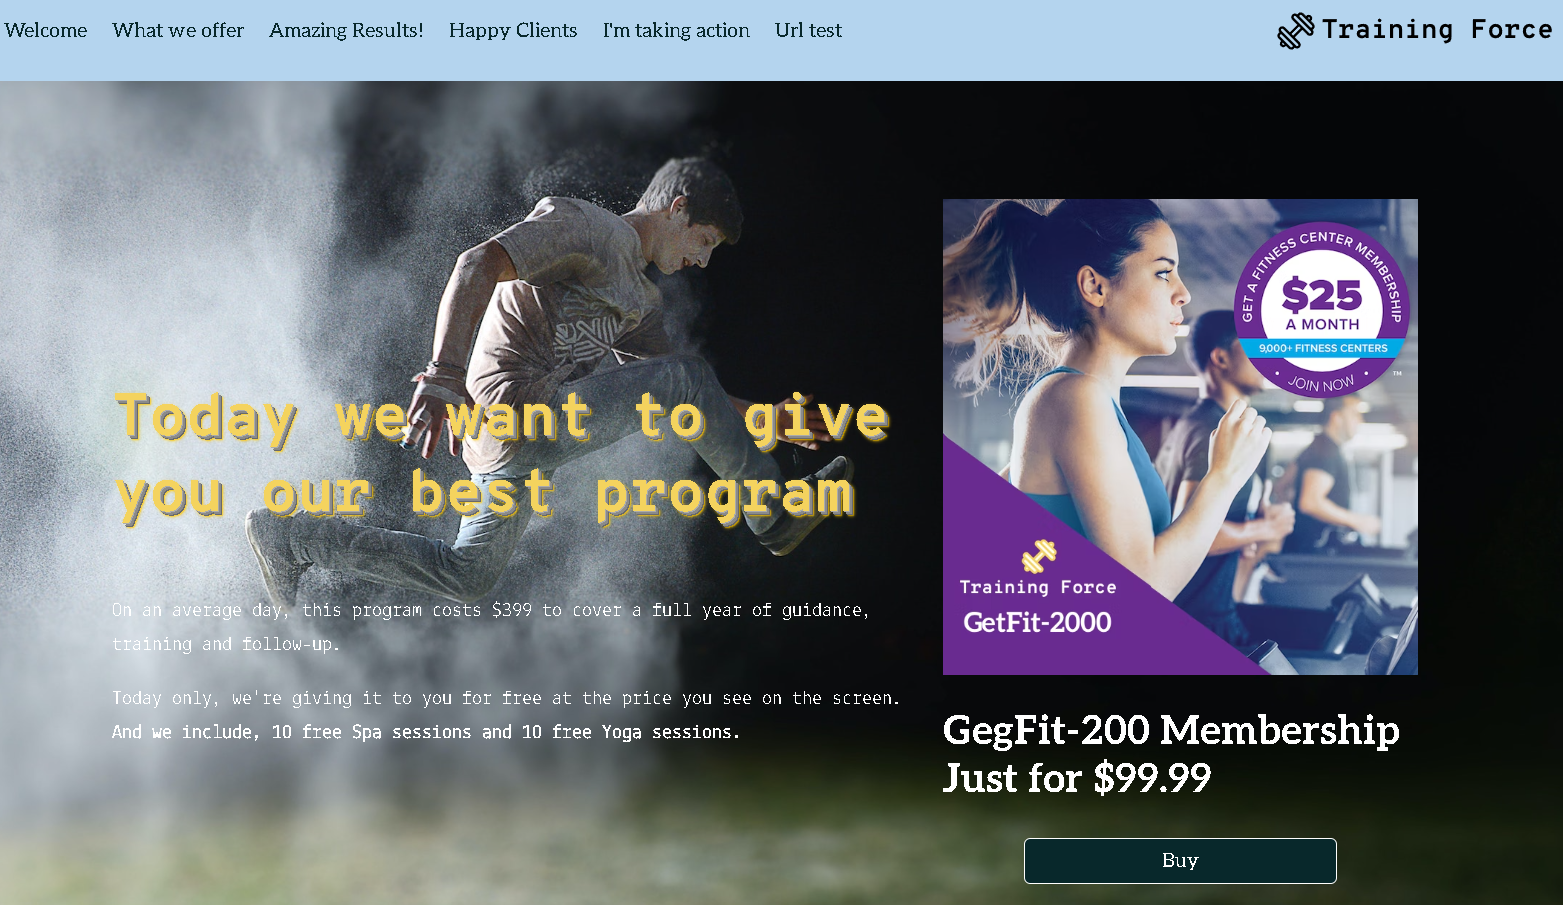 Welcome
What we offer
Amazing Results!
Happy Clients
I'm taking action
Url test
Training Force
Today we want to give
you our best program
On an average day, this program costs $399 to cover a full year of guidance,
training and follow-up.
Today only, we're giving it to you for free at the price you see on the screen.
And we include, 10 free Spa sessions and 10 free Yoga sessions.
GET A FITNESS CENTER MEMBERSHIP
$25
A MONTH
9,000+ FITNESS CENTERS
• JOIN NOW •
™
Training Force
GetFit-2000
GegFit-200 Membership
Just for $99.99
Buy